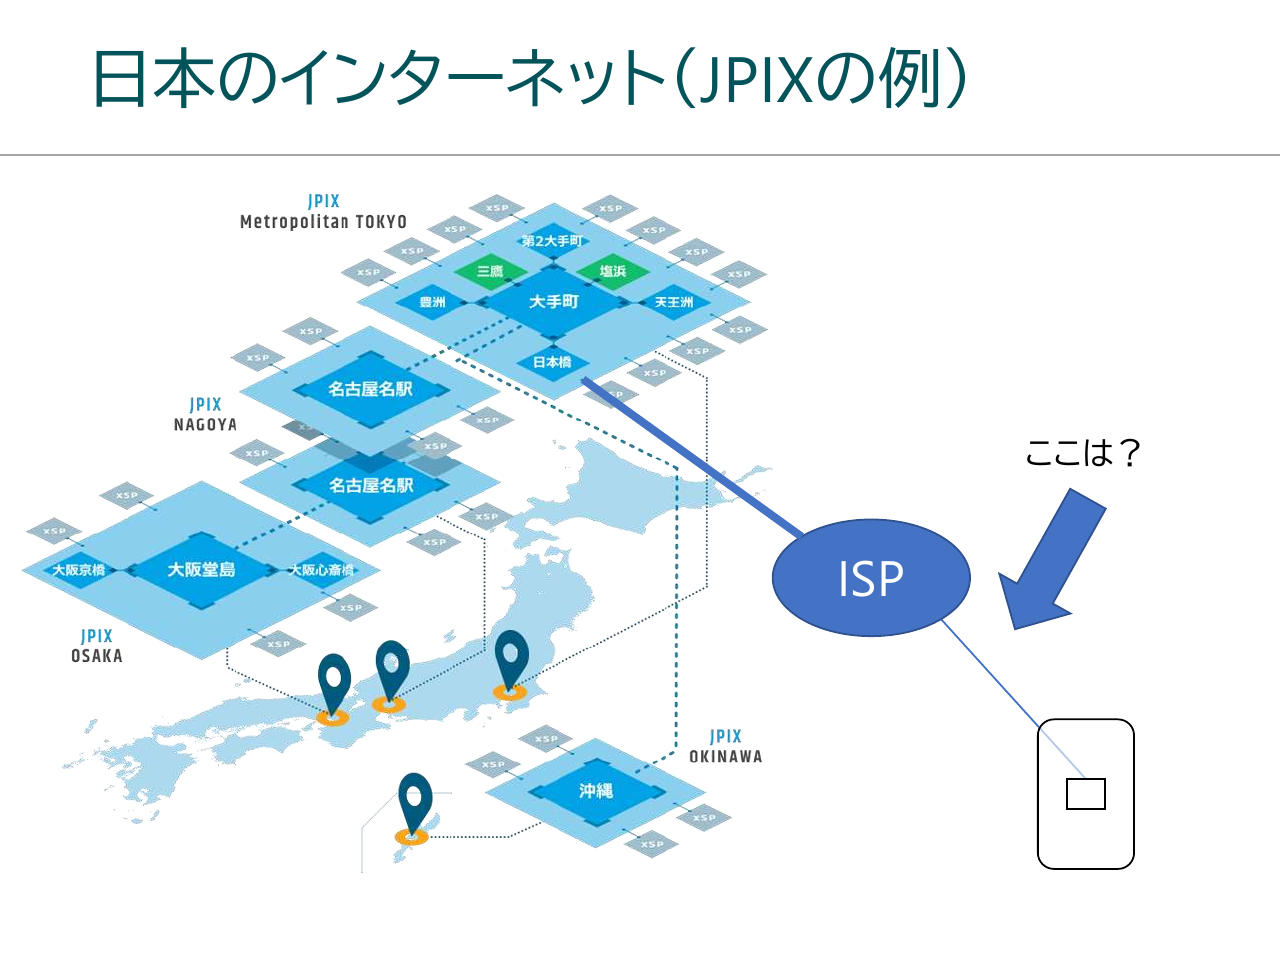 日本のインターネット（JPIXの例）
JPIX
Metropolitan TOKYO
xSP
xSP
xSP
xSP
xSP
xSP
xSP
xSP
第2大手町
三鷹
塩浜
豊洲
大手町
天王洲
日本橋
xSP
xSP
xSP
SP
xSP
xSP
名古屋名駅
xSP
JPIX
NAGOYA
xSP
xSP
xSP
名古屋名駅
xSP
xSP
xSP
xSP
大阪京橋
大阪堂島
大阪心斎橋
xSP
xSP
JPIX
OSAKA
ISP
ここは？
JPIX
OKINAWA
xSP
xSP
沖縄
xSP
xSP